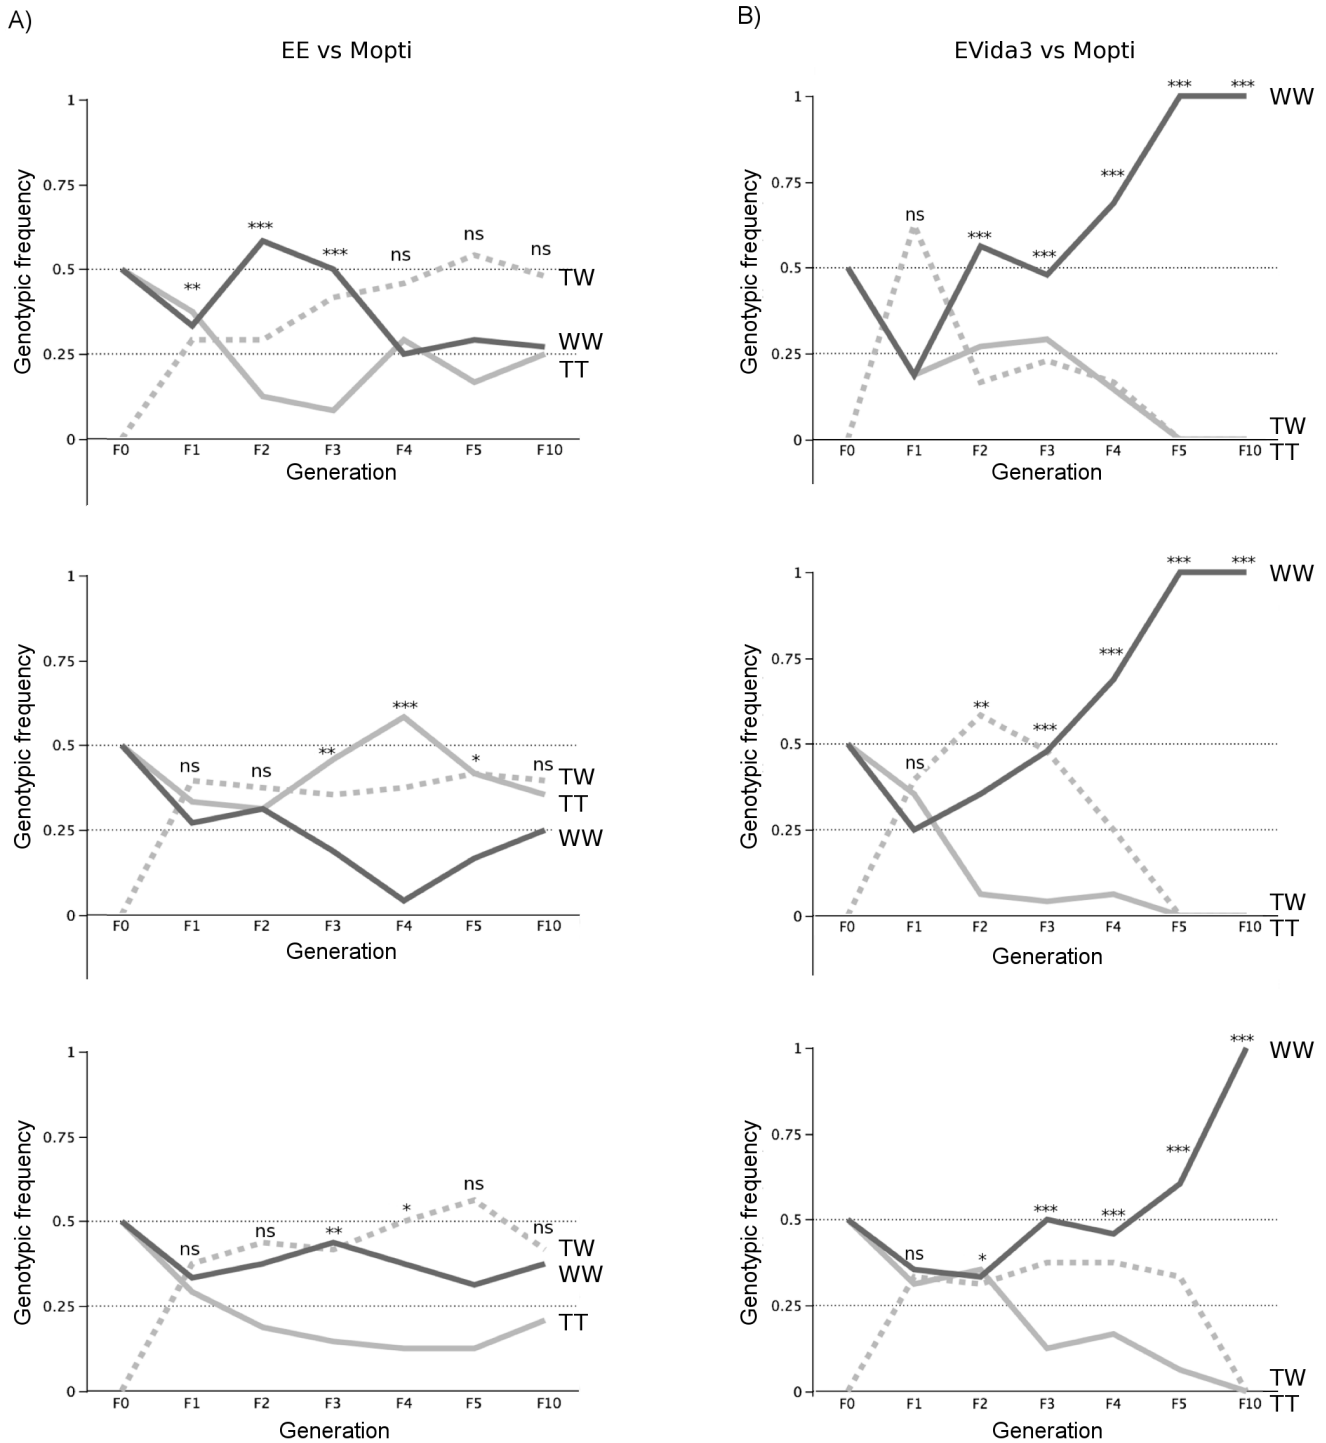 A)
EE vs Mopti
Genotypic frequency
1
0.75
0.5
0.25
0
**
***
***
ns
ns
ns
TW
WW
TT
F0 F1 F2 F3 F4 F5 F10
Generation
Genotypic frequency
1
0.75
0.5
0.25
0
ns
ns
**
***
*
ns
TW
TT
WW
F0 F1 F2 F3 F4 F5 F10
Generation
Genotypic frequency
1
0.75
0.5
0.25
0
ns
ns
**
*
ns
ns
TW
WW
TT
F0 F1 F2 F3 F4 F5 F10
Generation
B)
EVida3 vs Mopti
Genotypic frequency
1
0.75
0.5
0.25
0
ns
***
***
***
***
***
WW
TW
TT
F0 F1 F2 F3 F4 F5 F10
Generation
Genotypic frequency
1
0.75
0.5
0.25
0
ns
**
***
***
***
***
WW
TW
TT
F0 F1 F2 F3 F4 F5 F10
Generation
Genotypic frequency
1
0.75
0.5
0.25
0
ns
*
***
***
***
***
WW
TW
TT
F0 F1 F2 F3 F4 F5 F10
Generation